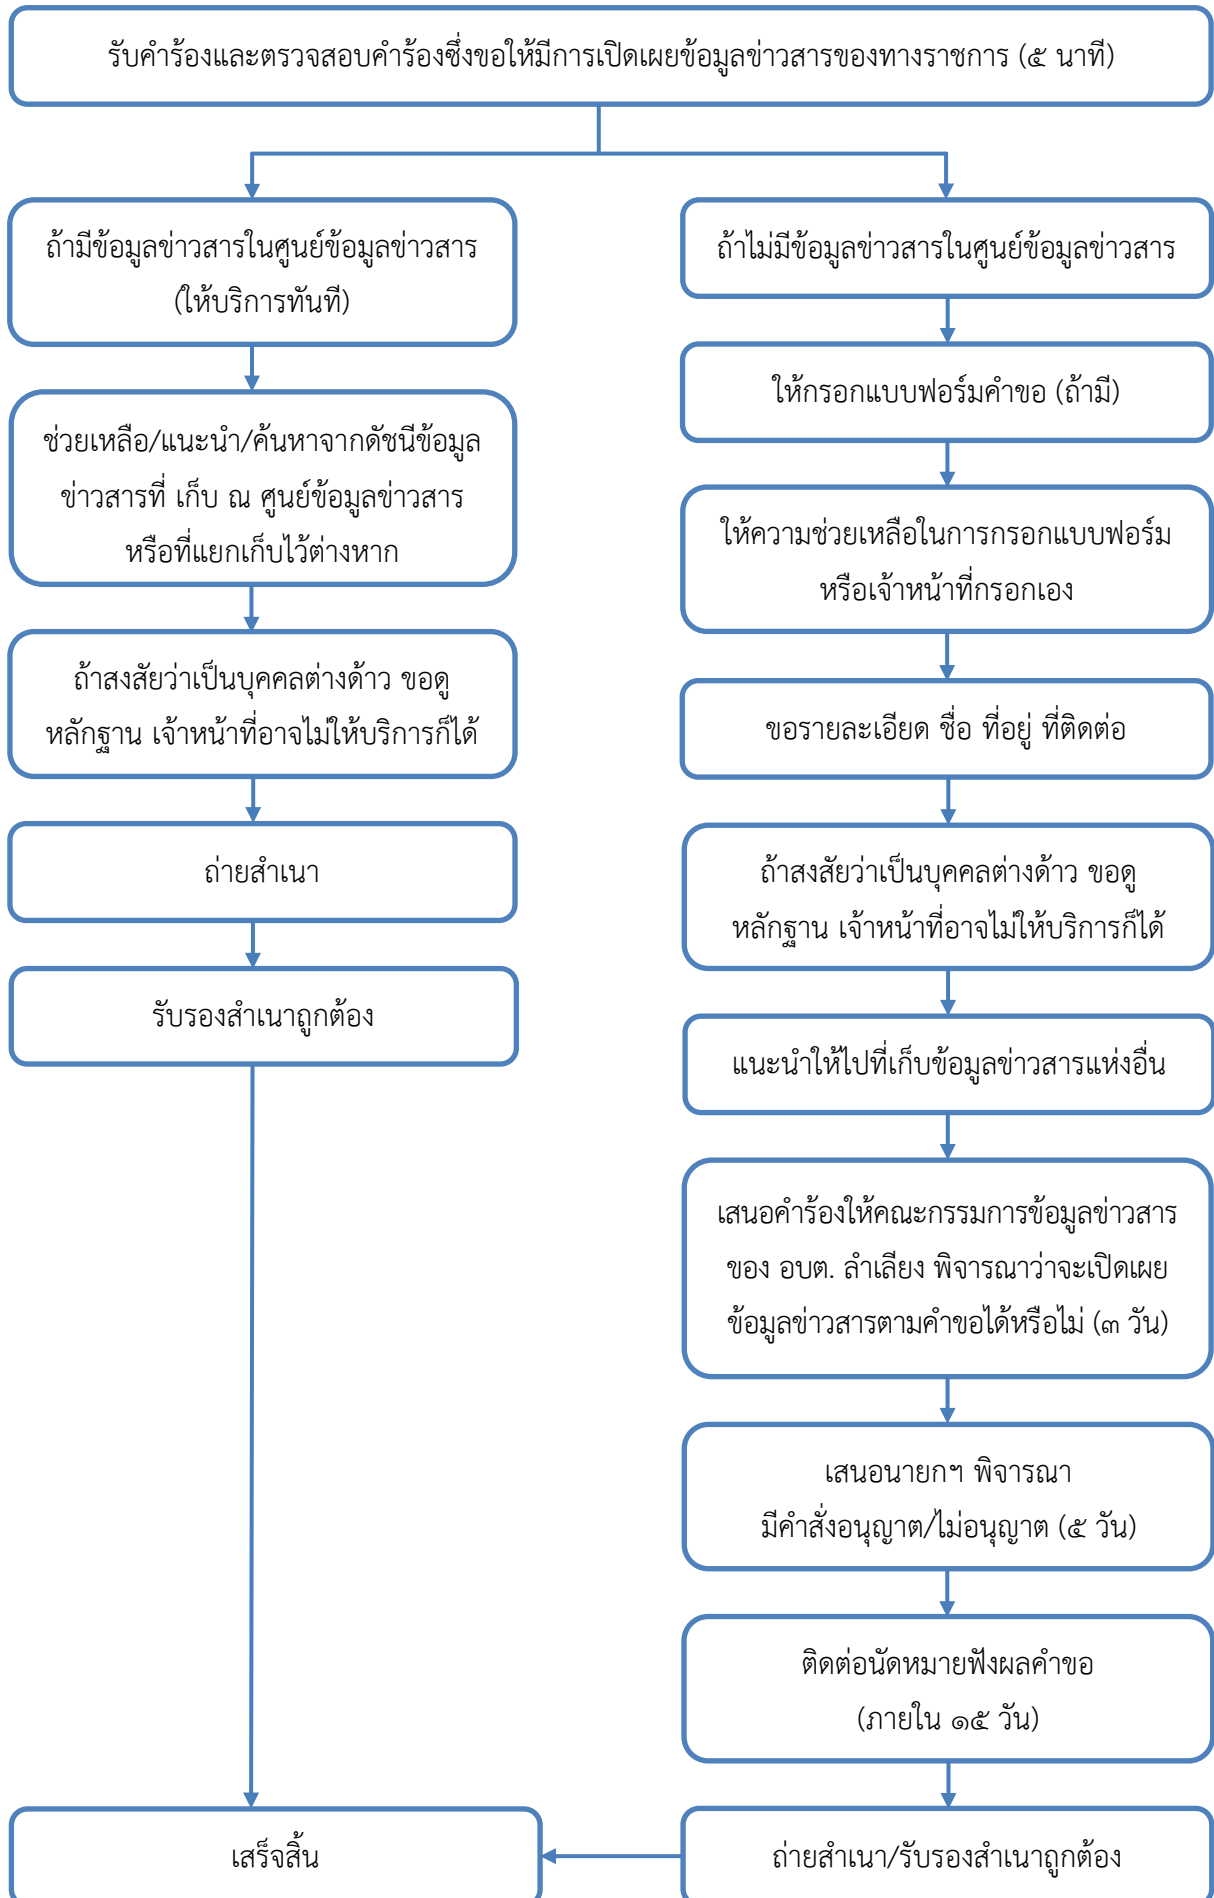 รับคำร้องและตรวจสอบคำร้องซึ่งขอให้มีการเปิดเผยข้อมูลข่าวสารของทางราชการ (๕ นาที)
ถ้ามีข้อมูลข่าวสารในศูนย์ข้อมูลข่าวสาร
(ให้บริการทันที)
ช่วยเหลือ/แนะนำ/ค้นหาจากดัชนีข้อมูล
ข่าวสารที่ เก็บ ณ ศูนย์ข้อมูลข่าวสาร
หรือที่แยกเก็บไว้ต่างหาก
ถ้าสงสัยว่าเป็นบุคคลต่างด้าว ขอดู
หลักฐาน เจ้าหน้าที่อาจไม่ให้บริการก็ได้
ถ่ายสำเนา
รับรองสำเนาถูกต้อง
ถ้าไม่มีข้อมูลข่าวสารในศูนย์ข้อมูลข่าวสาร
ให้กรอกแบบฟอร์มคำขอ (ถ้ามี)
ให้ความช่วยเหลือในการกรอกแบบฟอร์ม
หรือเจ้าหน้าที่กรอกเอง
ขอรายละเอียด ชื่อ ที่อยู่ ที่ติดต่อ
ถ้าสงสัยว่าเป็นบุคคลต่างด้าว ขอดู
หลักฐาน เจ้าหน้าที่อาจไม่ให้บริการก็ได้
แนะนำให้ไปที่เก็บข้อมูลข่าวสารแห่งอื่น
เสนอคำร้องให้คณะกรรมการข้อมูลข่าวสาร
ของ อบต. ลำเลียง พิจารณาว่าจะเปิดเผย
ข้อมูลข่าวสารตามคำขอได้หรือไม่ (๓ วัน)
เสนอนายกฯ พิจารณา
มีคำสั่งอนุญาต/ไม่อนุญาต (๕ วัน)
ติดต่อนัดหมายฟังผลคำขอ
(ภายใน ๑๕ วัน)
ถ่ายสำเนา/รับรองสำเนาถูกต้อง
เสร็จสิ้น